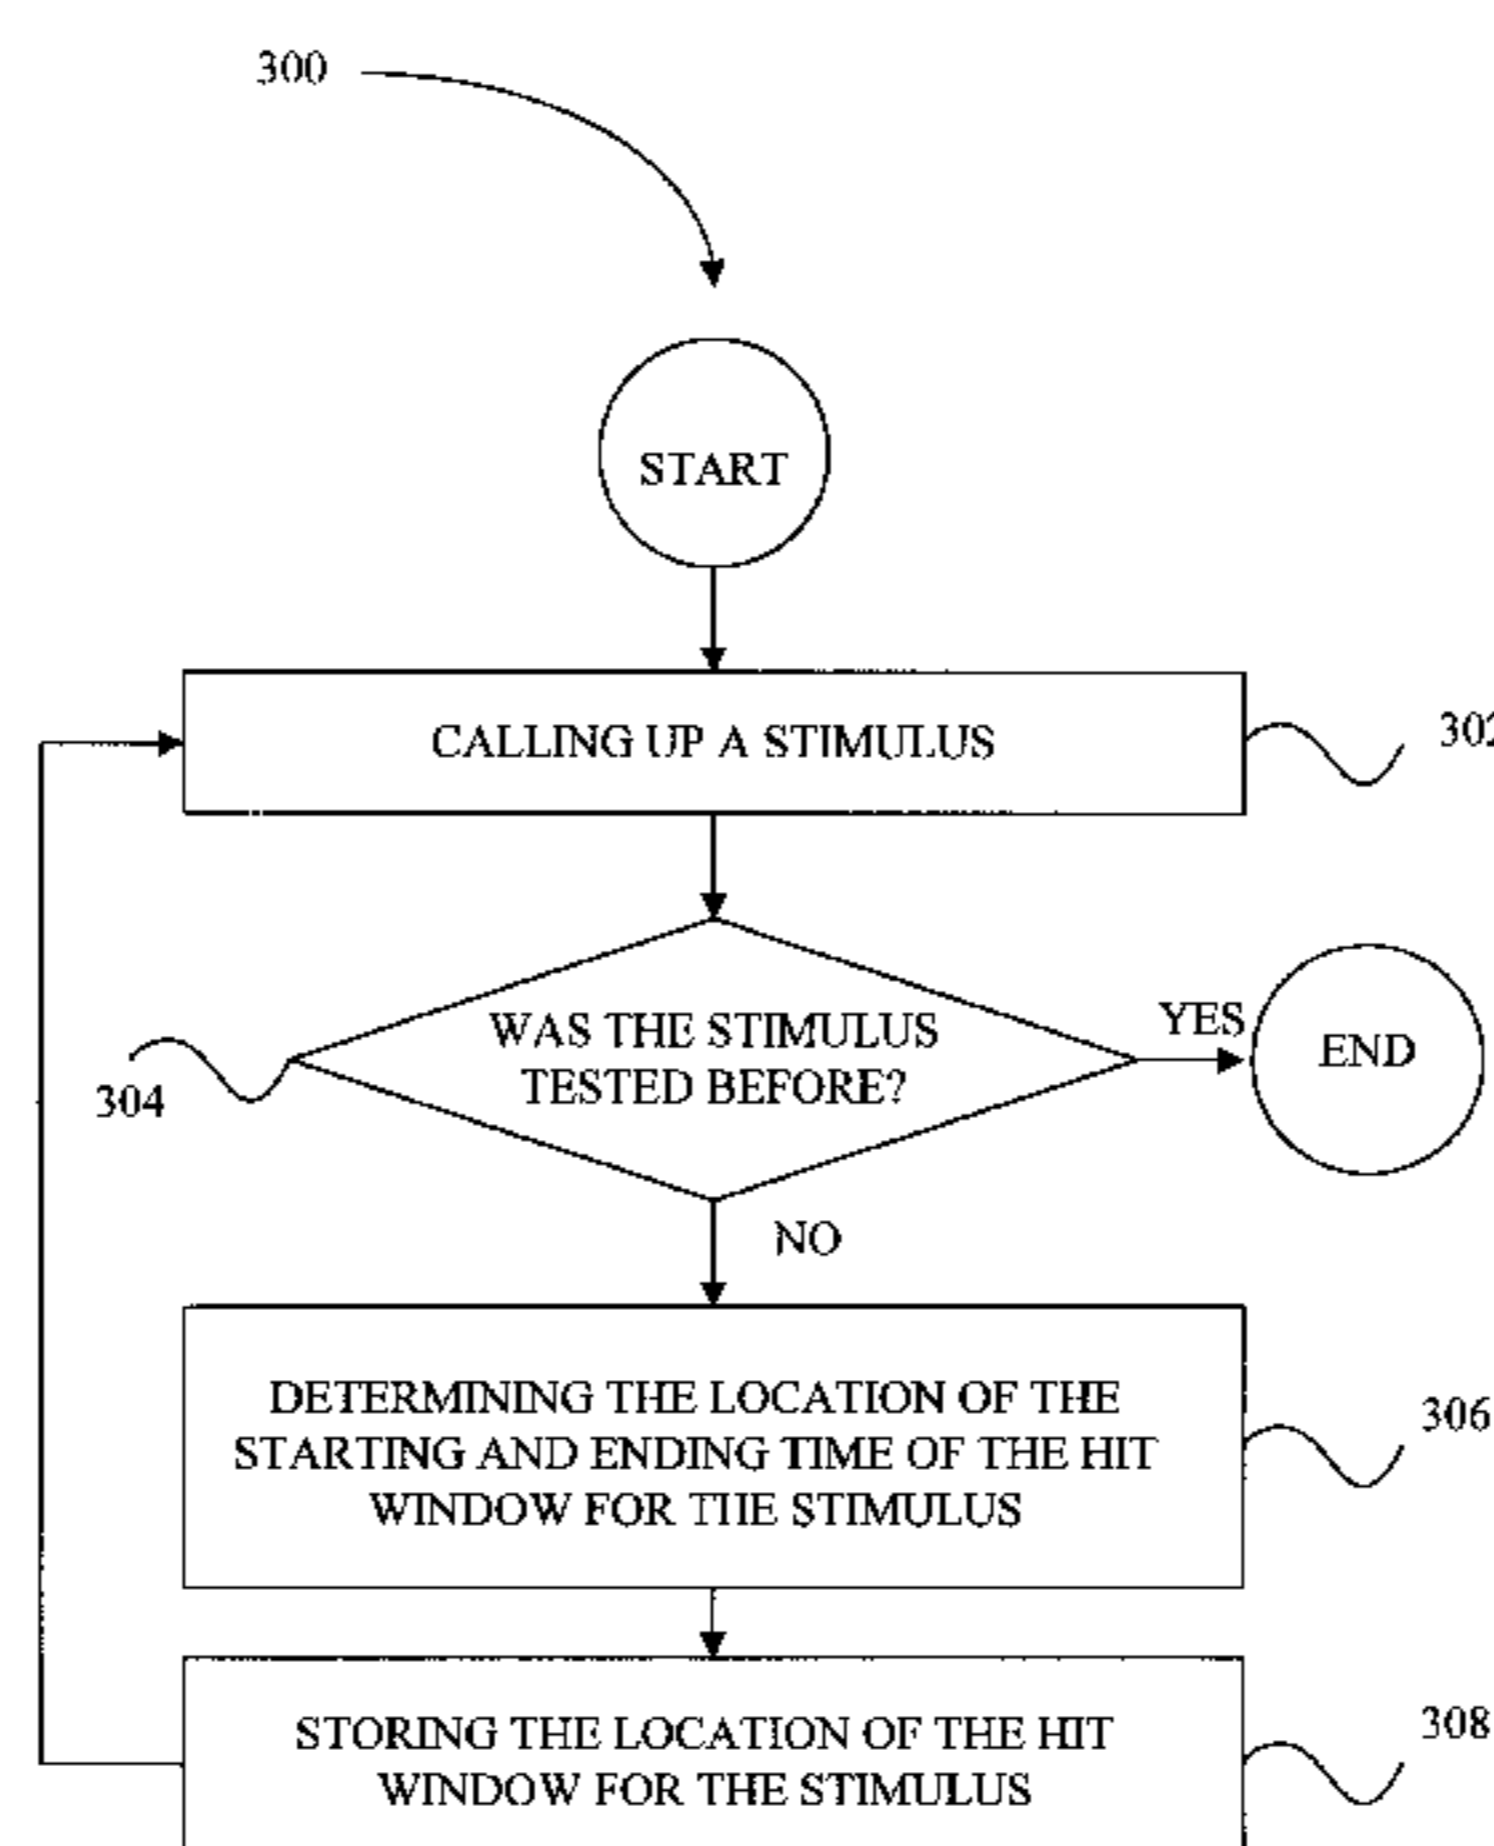 300
START
CALLING UP A STIMULUS
302
WAS THE STIMULUS
TESTED BEFORE?
YES
END
304
NO
DETERMINING THE LOCATION OF THE
STARTING AND ENDING TIME OF THE HIT
WINDOW FOR THE STIMULUS
306
STORING THE LOCATION OF THE HIT
WINDOW FOR THE STIMULUS
308